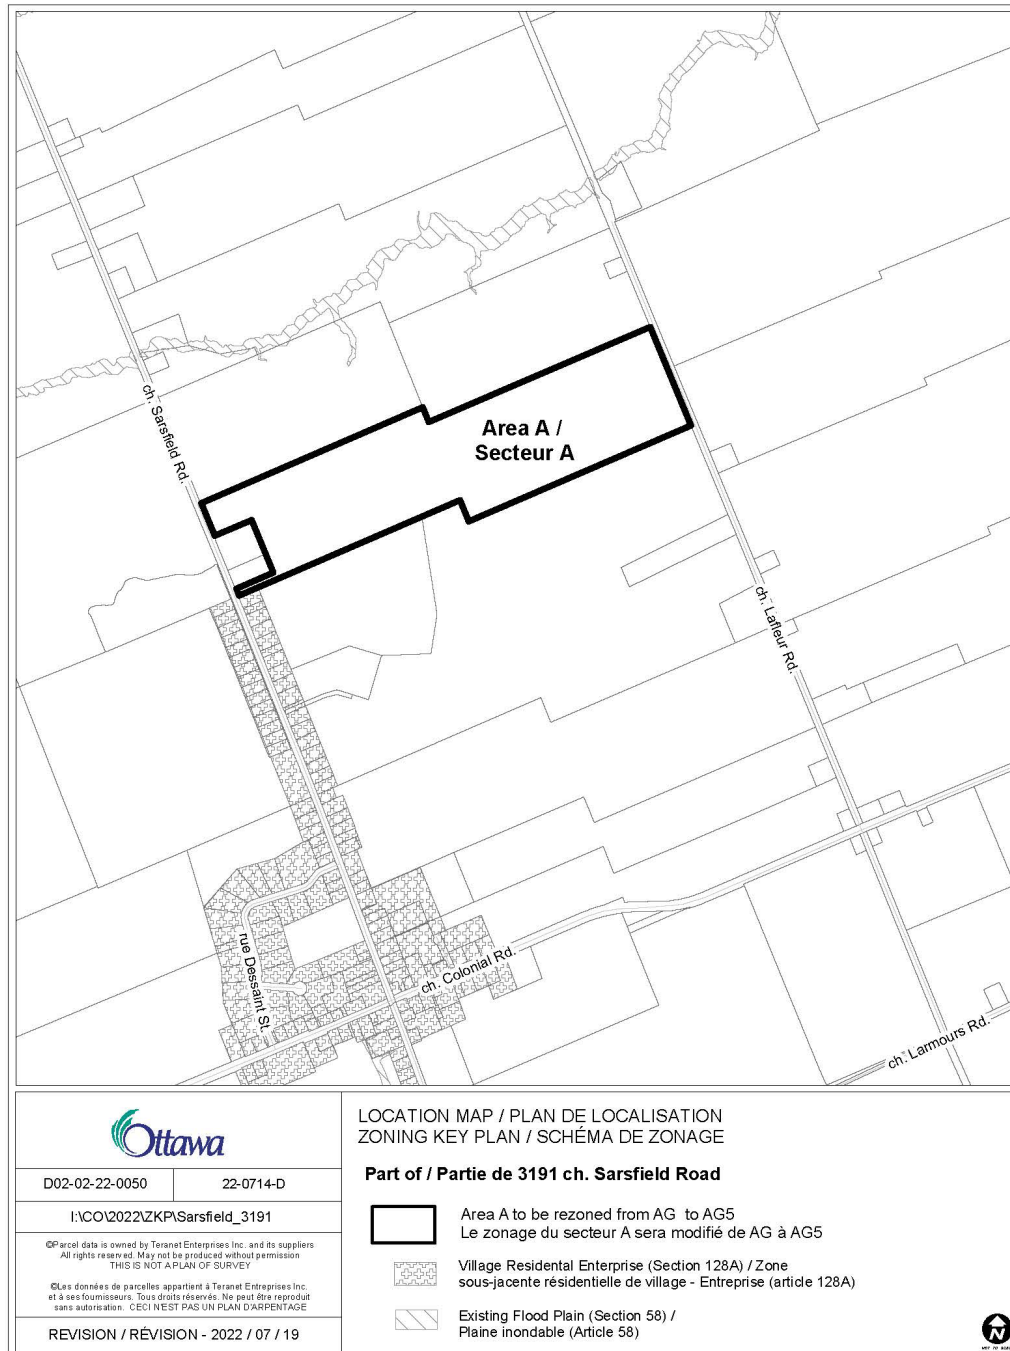 ch. Sarsfield Rd.
Area A /
Secteur A
ch. Lafleur Rd.
rue Dessaint St.
ch. Colonial Rd.
ch. Larmours Rd.
Ottawa
D02-02-22-0050
22-0714-D
I:\CO\2022\ZKP\Sarsfield_3191
©Parcel data is owned by Teranet Enterprises Inc. and its suppliers
All rights reserved. May not be produced without permission
THIS IS NOT A PLAN OF SURVEY
©Les données de parcelles appartient à Teranet Entreprises Inc.
et à ses fournisseurs. Tous droits réservés. Ne peut être reproduit
sans autorisation. CECI N'EST PAS UN PLAN D'ARPENTAGE
REVISION / RÉVISION - 2022 / 07 / 19
LOCATION MAP / PLAN DE LOCALISATION
ZONING KEY PLAN / SCHÉMA DE ZONAGE
Part of / Partie de 3191 ch. Sarsfield Road
Area A to be rezoned from AG to AG5
Le zonage du secteur A sera modifié de AG à AG5
Village Residental Enterprise (Section 128A) / Zone
sous-jacente résidentielle de village - Entreprise (article 128A)
Existing Flood Plain (Section 58) /
Plaine inondable (Article 58)
N
NOT TO SCALE